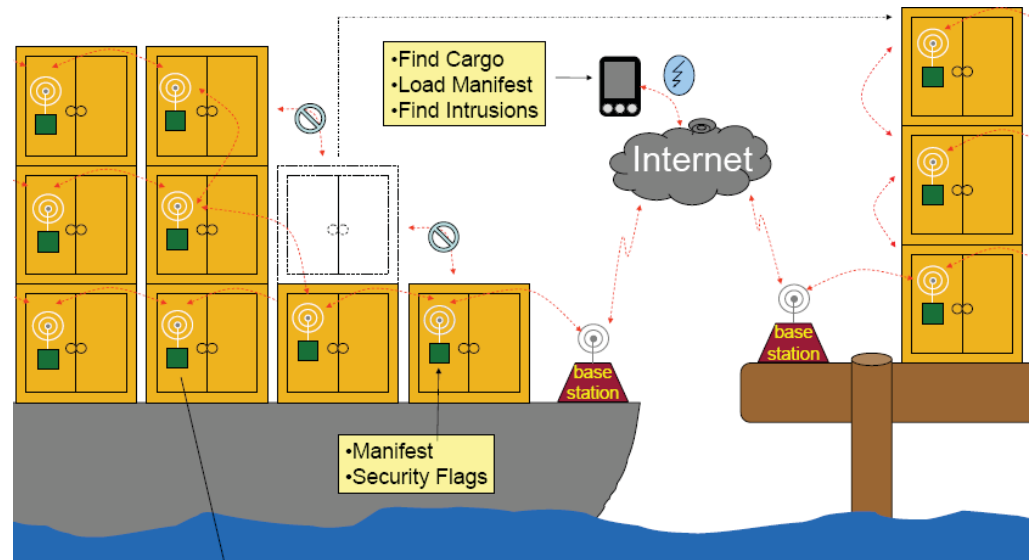 •Find Cargo
•Load Manifest
•Find Intrusions
Internet
base
station
base
station
•Manifest
•Security Flags